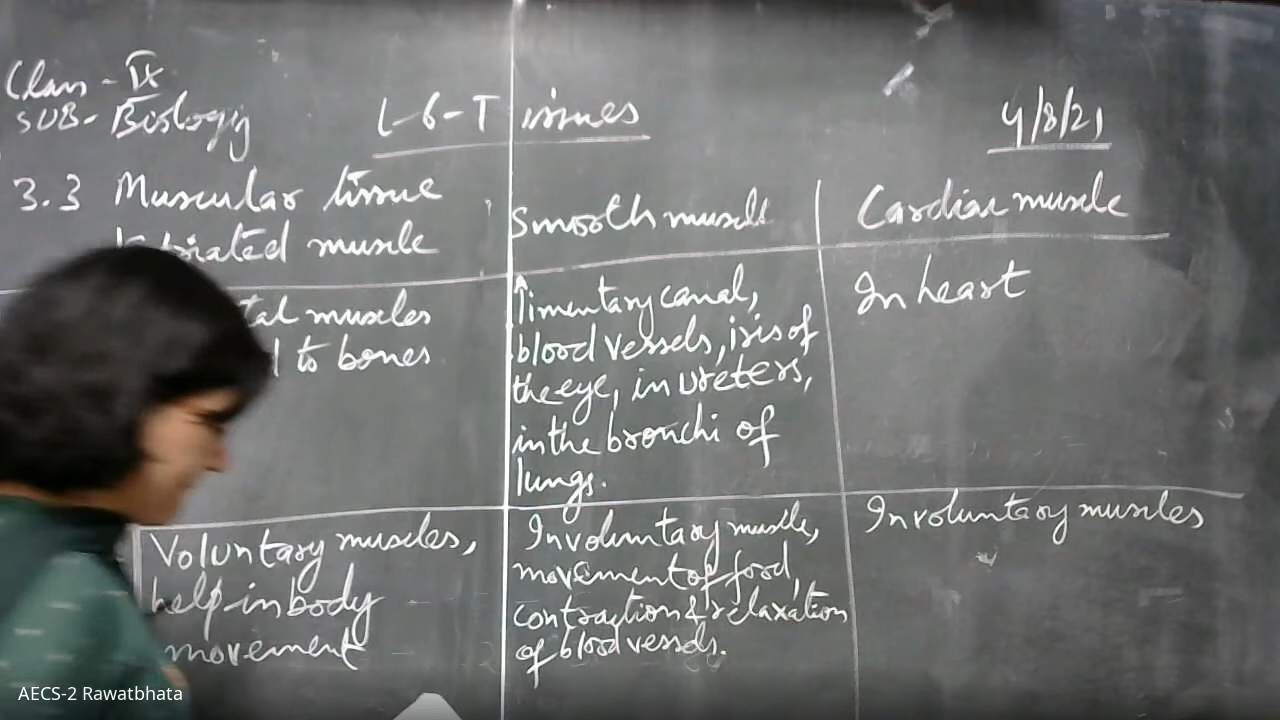 Class - IX
SUB- Biology
L-6-Tissues
4/8/21
3.3 Muscular tissue
muscle
Smooth muscle
Cardiac muscle
muscles
to bones
Alimentary canal,
blood vessels, iris of
the eye, in ureters,
in the bronchi of
lungs.
In heart
Voluntary muscles,
help in body
movement
Involuntary muscle,
movement of food,
contraction & relaxation
of blood vessels.
Involuntary muscles
AECS-2 Rawatbhata